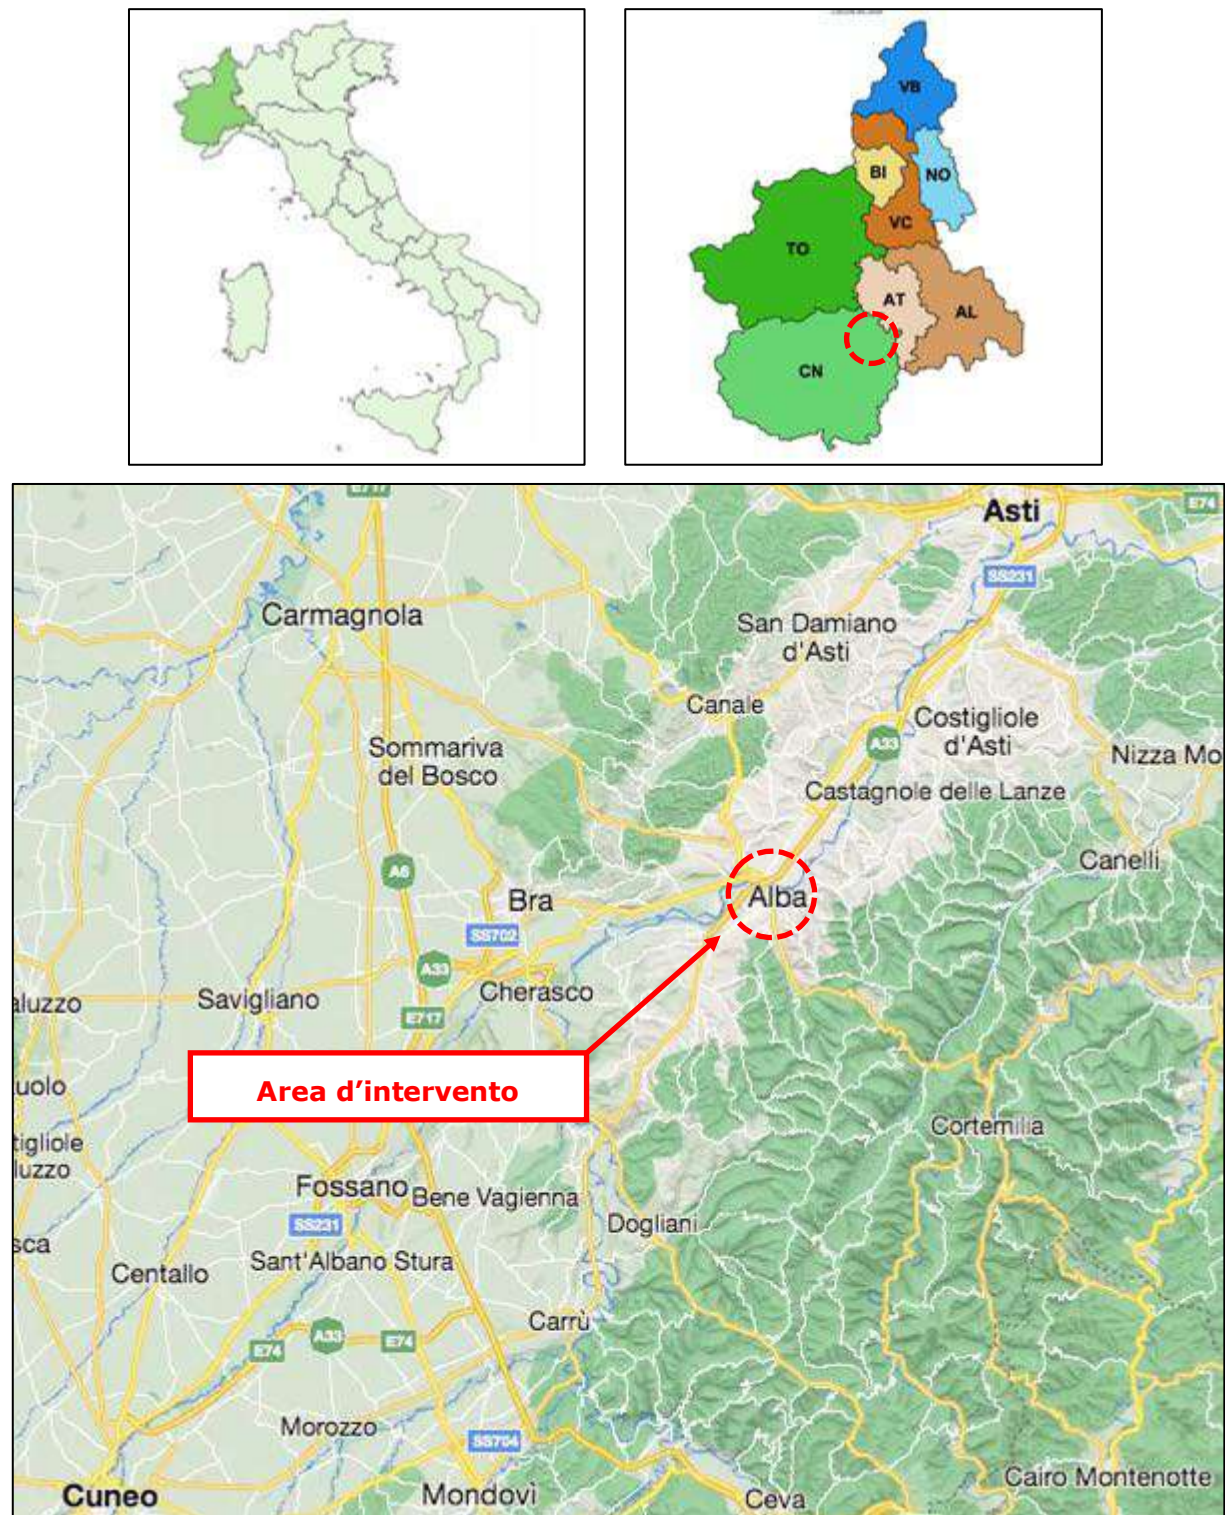 VB
BI
NO
VC
TO
AT
AL
CN
E717
Asti
E74
SS231
Carmagnola
San Damiano
d'Asti
Canale
Costigliole
d'Asti
Sommariva
del Bosco
A33
Nizza Mo
Castagnole delle Lanze
Canelli
A6
Bra
Alba
SS702
A33
Cherasco
aluzzo
Savigliano
E717
Area d’intervento
uolo
Cortemilia
tigliole
luzzo
Fossano
Bene Vagienna
SS231
Dogliani
sca
Sant'Albano Stura
Centallo
Carrù
A33
E74
E74
Morozzo
SS704
Cairo Montenotte
Cuneo
Mondovì
Ceva